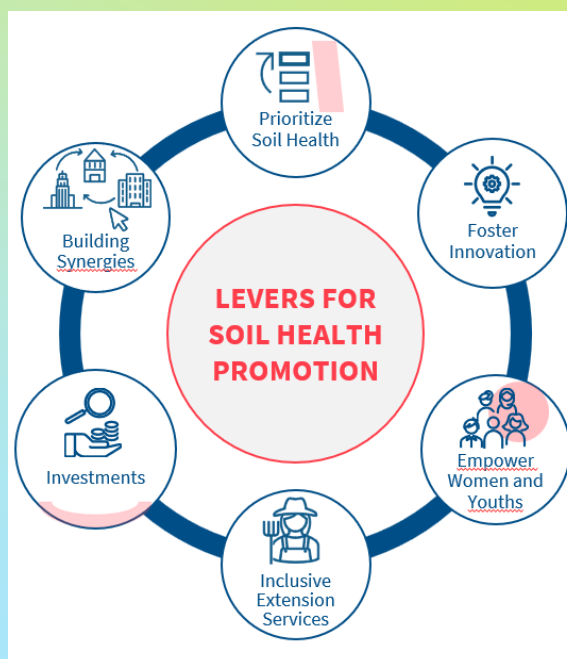 Prioritize
Soil Health
Foster
Innovation
Empower
Women and
Youths
Inclusive
Extension
Services
Investments
Building
Synergies
LEVERS FOR
SOIL HEALTH
PROMOTION